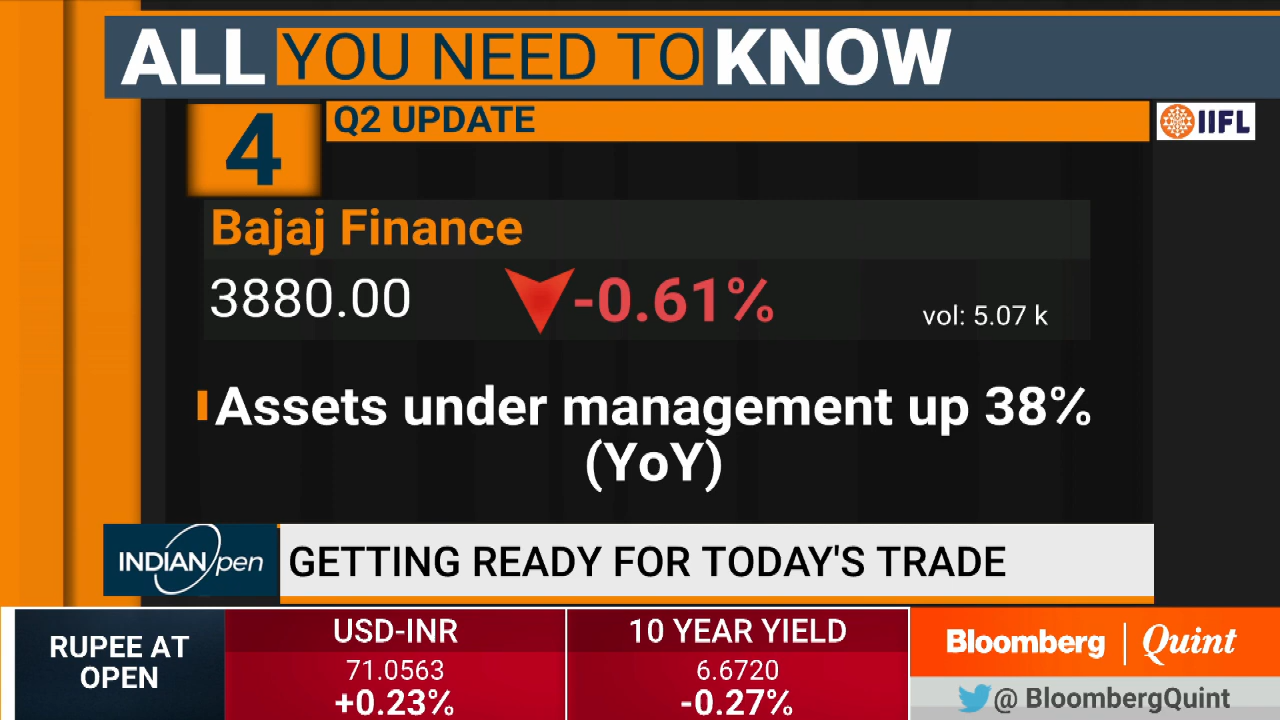 ALL YOU NEED TO KNOW
4
Q2 UPDATE
IIFL
Bajaj Finance
3880.00
-0.61%
vol: 5.07 k
Assets under management up 38%
(YoY)
INDIAN Open
GETTING READY FOR TODAY'S TRADE
RUPEE AT
OPEN
USD-INR
71.0563
+0.23%
10 YEAR YIELD
6.6720
-0.27%
Bloomberg | Quint
@ BloombergQuint